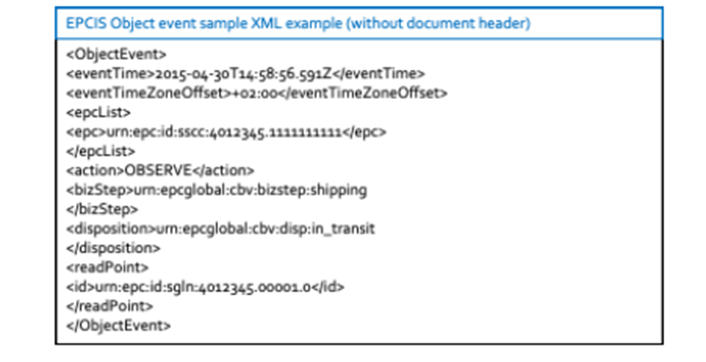 EPCIS Object event sample XML example (without document header)
<ObjectEvent>
<eventTime>2015-04-30T14:58:56.591Z</eventTime>
<eventTimeZoneOffset>+02:00</eventTimeZoneOffset>
<epcList>
<epc>urn:epc:id:sscc:4012345.1111111111</epc>
</epcList>
<action>OBSERVE</action>
<bizStep>urn:epcglobal:cbv:bizstep:shipping
</bizStep>
<disposition>urn:epcglobal:cbv:disp:in_transit
</disposition>
<readPoint>
<id>urn:epc:id:sgln:4012345.00001.0</id>
</readPoint>
</ObjectEvent>